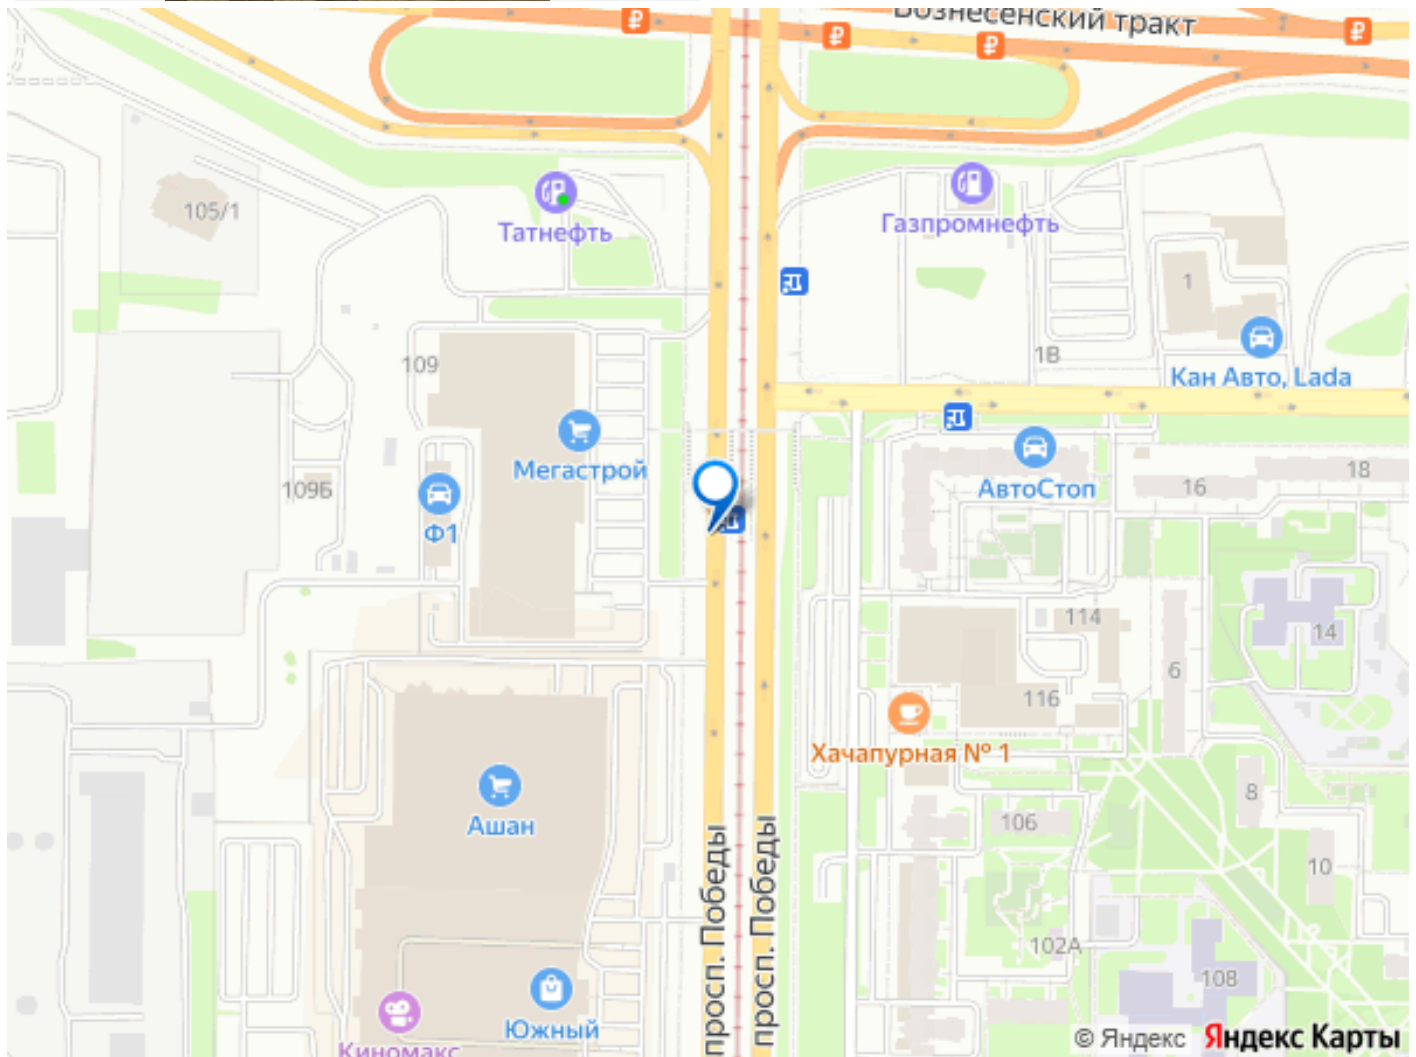 Вознесенский тракт
105/1
Татнефть
Газпромнефть
1
1В
109
Кан Авто, Lada
Мегастрой
АвтоСтоп
18
16
109Б
Ф1
114
14
6
116
Хачапурная № 1
8
Ашан
106
10
просп. Победы
просп. Победы
102А
108
Южный
Киномакс
© Яндекс Яндекс Карты